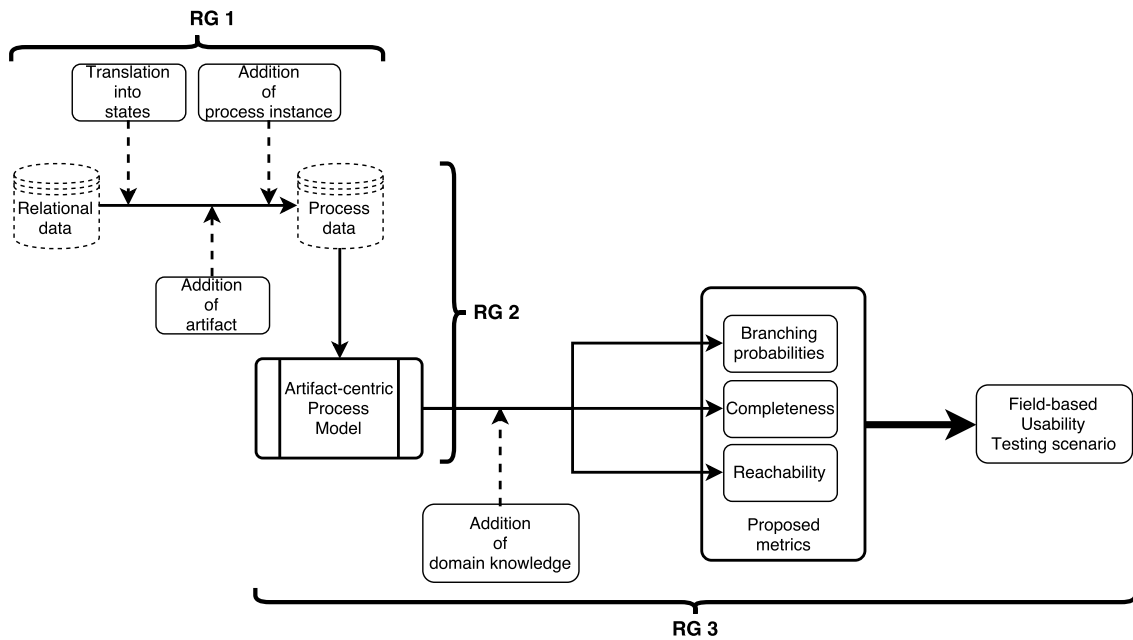 RG 1
Translation
into
states
Addition
of
process instance
Relational
data
Process
data
Addition
of
artifact
RG 2
Artifact-centric
Process
Model
Branching
probabilities
Completeness
Reachability
Proposed
metrics
Field-based
Usability
Testing scenario
Addition
of
domain knowledge
RG 3